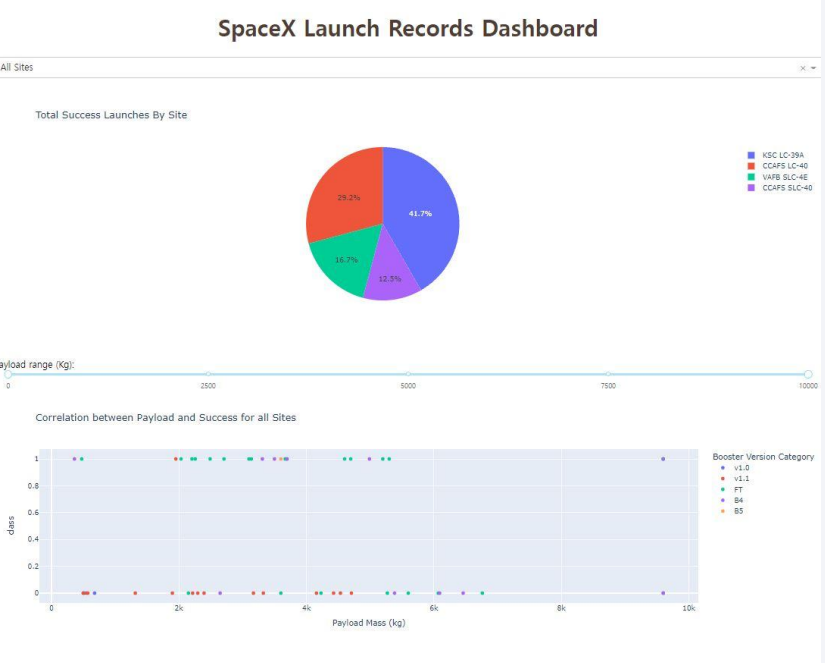 SpaceX Launch Records Dashboard
All Sites
Total Success Launches By Site
KSC LC-39A
CCAFS LC-40
VAFB SLC-4E
CCAFS SLC-40
29.2%
41.7%
16.7%
12.5%
ayload range (Kg):
0 2500 5000 7500 10000
Correlation between Payload and Success for all Sites
Booster Version Category
v1.0
v1.1
FT
B4
B5
class
1
0.8
0.6
0.4
0.2
0
0 2k 4k 6k 8k 10k
Payload Mass (kg)